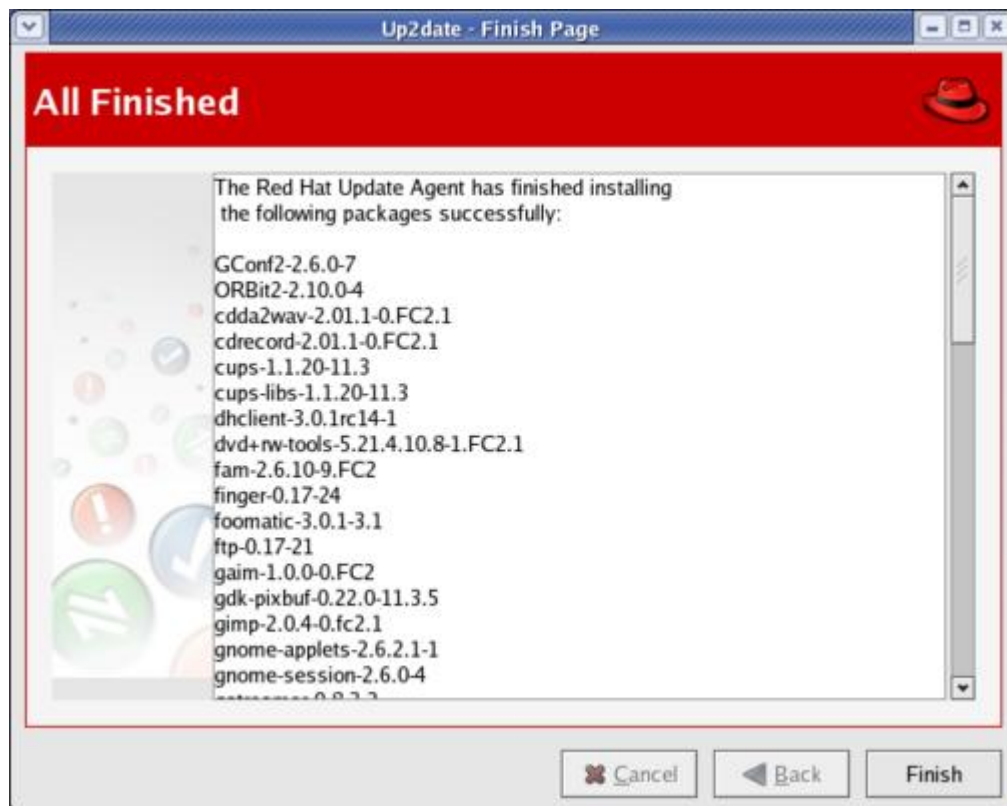 Up2date - Finish Page
All Finished
The Red Hat Update Agent has finished installing
the following packages successfully:
GConf2-2.6.0-7
ORBit2-2.10.0-4
cdda2wav-2.01.1-0.FC2.1
cdrecord-2.01.1-0.FC2.1
cups-1.1.20-11.3
cups-libs-1.1.20-11.3
dhclient-3.0.1rc14-1
dvd+rw-tools-5.21.4.10.8-1.FC2.1
fam-2.6.10-9.FC2
finger-0.17-24
foomatic-3.0.1-3.1
ftp-0.17-21
gaim-1.0.0-0.FC2
gdk-pixbuf-0.22.0-11.3.5
gimp-2.0.4-0.fc2.1
gnome-applets-2.6.2.1-1
gnome-session-2.6.0-4
Cancel
Back
Finish